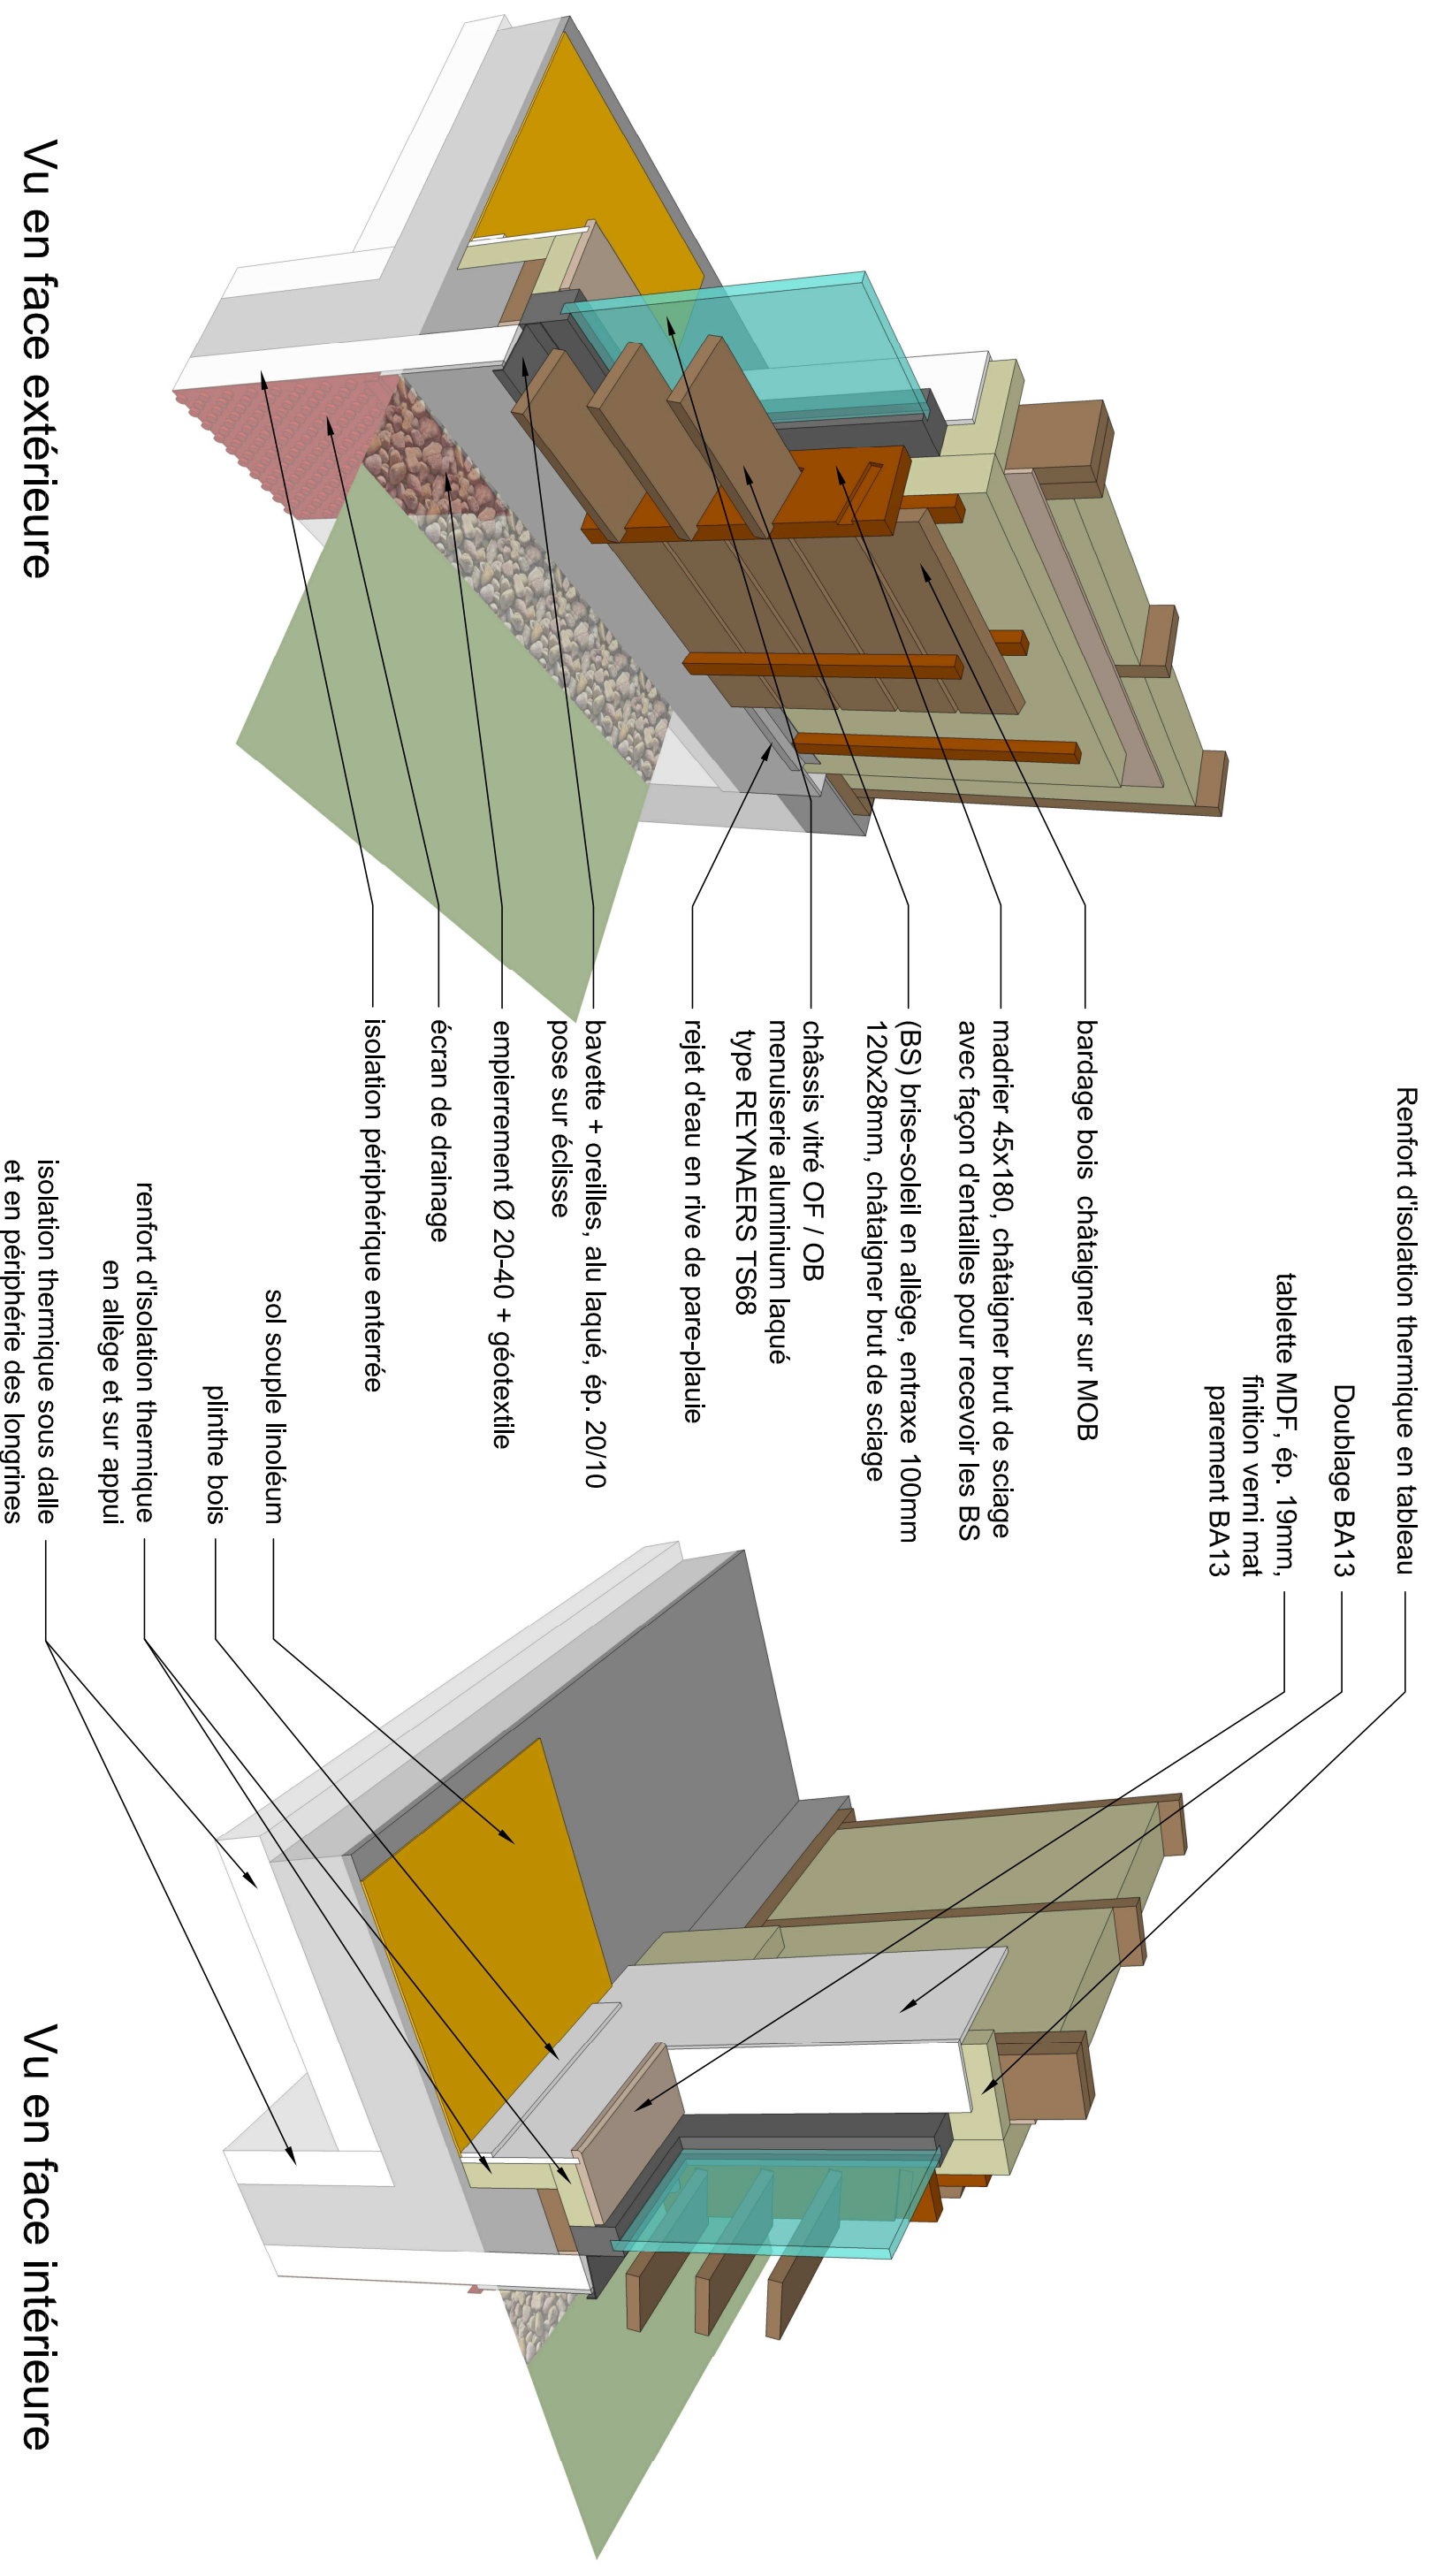 Renfort d'isolation thermique en tableau
Doublage BA13
tablette MDF, ép. 19mm,
finition verni mat
parement BA13
bardage bois  châtaigner sur MOB
madrier 45x180, châtaigner brut de sciage
avec façon d'entailles pour recevoir les BS
(BS) brise-soleil en allège, entraxe 100mm
120x28mm, châtaigner brut de sciage
châssis vitré OF / OB
menuiserie aluminium laqué
type REYNAERS TS68
rejet d'eau en rive de pare-plauie
bavette + oreilles, alu laqué, ép. 20/10
pose sur éclisse
empierrement Ø 20-40 + géotextile
écran de drainage
isolation périphérique enterrée
sol souple linoléum
plinthe bois
renfort d'isolation thermique
en allège et sur appui
isolation thermique sous dalle
et en périphérie des longrines
Vu en face extérieure
Vu en face intérieure